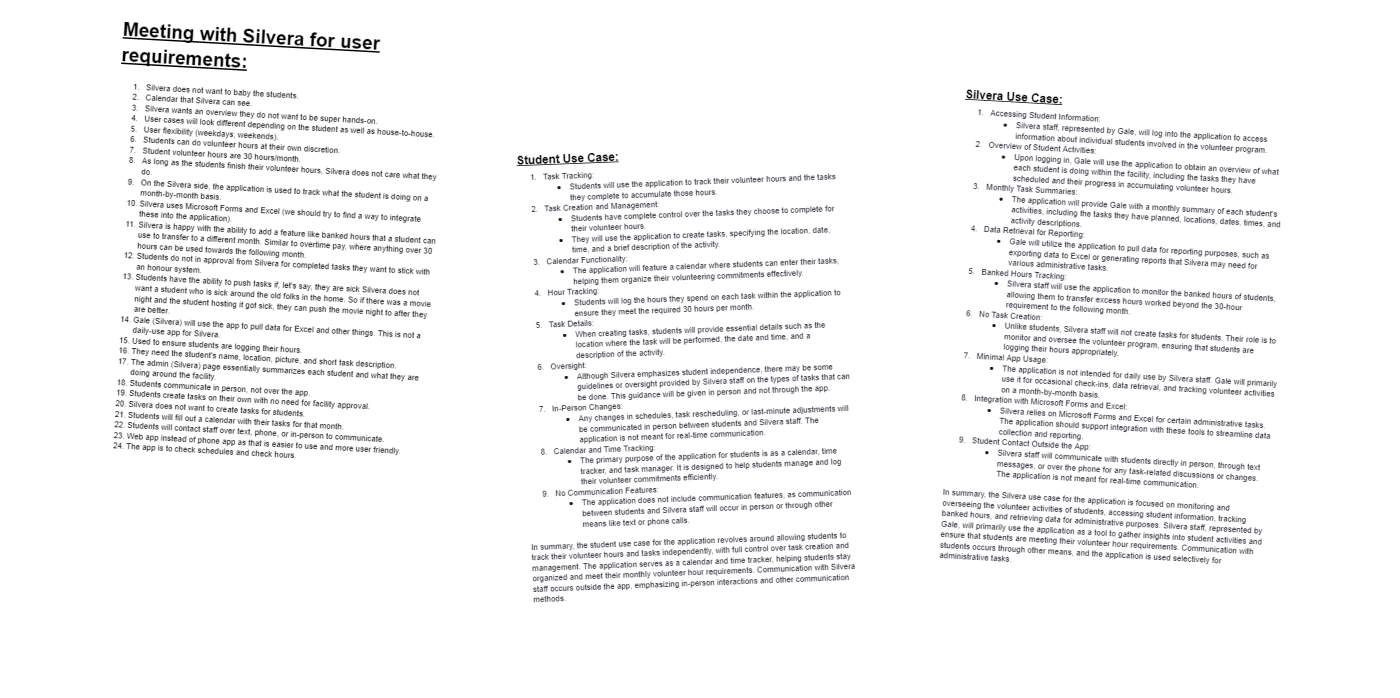 Meeting with Silvera for user
requirements:
1. Silvera does not want to baby the students.
2. Calendar that Silvera can see.
3. Silvera wants an overview they do not want to be super hands-on.
4. User cases will look different depending on the student as well as house-to-house.
5. User flexibility (weekdays, weekends).
6. Students can do volunteer hours at their own discretion.
7. Student volunteer hours are 30 hours/month.
8. As long as the students finish their volunteer hours, Silvera does not care what they
do.
9. On the Silvera side, the application is used to track what the student is doing on a
month-by-month basis.
10. Silvera uses Microsoft Forms and Excel (we should try to find a way to integrate
these into the application).
11. Silvera is happy with the ability to add a feature like banked hours that a student can
use to transfer to a different month. Similar to overtime pay, where anything over 30
hours can be used towards the following month.
12. Students do not in approval from Silvera for completed tasks they want to stick with
an honour system.
13. Students have the ability to push tasks if, let's say, they are sick Silvera does not
want a student who is sick around the old folks in the home. So if there was a movie
night and the student hosting it got sick, they can push the movie night to after they
are better.
14. Gale (Silvera) will use the app to pull data for Excel and other things. This is not a
daily-use app for Silvera.
15. Used to ensure students are logging their hours.
16. They need the student's name, location, picture, and short task description.
17. The admin (Silvera) page essentially summarizes each student and what they are
doing around the facility.
18. Students communicate in person, not over the app.
19. Students create tasks on their own with no need for facility approval.
20. Silvera does not want to create tasks for students.
21. Students will fill out a calendar with their tasks for that month.
22. Students will contact staff over text, phone, or in-person to communicate.
23. Web app instead of phone app as that is easier to use and more user friendly.
24. The app is to check schedules and check hours.
Student Use Case:
1. Task Tracking:
• Students will use the application to track their volunteer hours and the tasks
they complete to accumulate those hours.
2. Task Creation and Management:
• Students have complete control over the tasks they choose to complete for
their volunteer hours.
• They will use the application to create tasks, specifying the location, date,
time, and a brief description of the activity.
3. Calendar Functionality:
• The application will feature a calendar where students can enter their tasks,
helping them organize their volunteering commitments effectively.
4. Hour Tracking:
• Students will log the hours they spend on each task within the application to
ensure they meet the required 30 hours per month.
5. Task Details:
• When creating tasks, students will provide essential details such as the
location where the task will be performed, the date and time, and a
description of the activity.
6. Oversight:
• Although Silvera emphasizes student independence, there may be some
guidelines or oversight provided by Silvera staff on the types of tasks that can
be done. This guidance will be given in person and not through the app.
7. In-Person Changes:
• Any changes in schedules, task rescheduling, or last-minute adjustments will
be communicated in person between students and Silvera staff. The
application is not meant for real-time communication.
8. Calendar and Time Tracking:
• The primary purpose of the application for students is as a calendar, time
tracker, and task manager. It is designed to help students manage and log
their volunteer commitments efficiently.
9. No Communication Features:
• The application does not include communication features, as communication
between students and Silvera staff will occur in person or through other
means like text or phone calls.
In summary, the student use case for the application revolves around allowing students to
track their volunteer hours and tasks independently, with full control over task creation and
management. The application serves as a calendar and time tracker, helping students stay
organized and meet their monthly volunteer hour requirements. Communication with Silvera
staff occurs outside the app, emphasizing in-person interactions and other communication
methods.
Silvera Use Case:
1. Accessing Student Information:
• Silvera staff, represented by Gale, will log into the application to access
information about individual students involved in the volunteer program.
2. Overview of Student Activities:
• Upon logging in, Gale will use the application to obtain an overview of what
each student is doing within the facility, including the tasks they have
scheduled and their progress in accumulating volunteer hours.
3. Monthly Task Summaries:
• The application will provide Gale with a monthly summary of each student's
activities, including the tasks they have planned, locations, dates, times, and
activity descriptions.
4. Data Retrieval for Reporting:
• Gale will utilize the application to pull data for reporting purposes, such as
exporting data to Excel or generating reports that Silvera may need for
various administrative tasks.
5. Banked Hours Tracking:
• Silvera staff will use the application to monitor the banked hours of students,
allowing them to transfer excess hours worked beyond the 30-hour
requirement to the following month.
6. No Task Creation:
• Unlike students, Silvera staff will not create tasks for students. Their role is to
monitor and oversee the volunteer program, ensuring that students are
logging their hours appropriately.
7. Minimal App Usage:
• The application is not intended for daily use by Silvera staff. Gale will primarily
use it for occasional check-ins, data retrieval, and tracking volunteer activities
on a month-by-month basis.
8. Integration with Microsoft Forms and Excel:
• Silvera relies on Microsoft Forms and Excel for certain administrative tasks.
The application should support integration with these tools to streamline data
collection and reporting.
9. Student Contact Outside the App:
• Silvera staff will communicate with students directly in person, through text
messages, or over the phone for any task-related discussions or changes.
The application is not meant for real-time communication.
In summary, the Silvera use case for the application is focused on monitoring and
overseeing the volunteer activities of students, accessing student information, tracking
banked hours, and retrieving data for administrative purposes. Silvera staff, represented by
Gale, will primarily use the application as a tool to gather insights into student activities and
ensure that students are meeting their volunteer hour requirements. Communication with
students occurs through other means, and the application is used selectively for
administrative tasks.